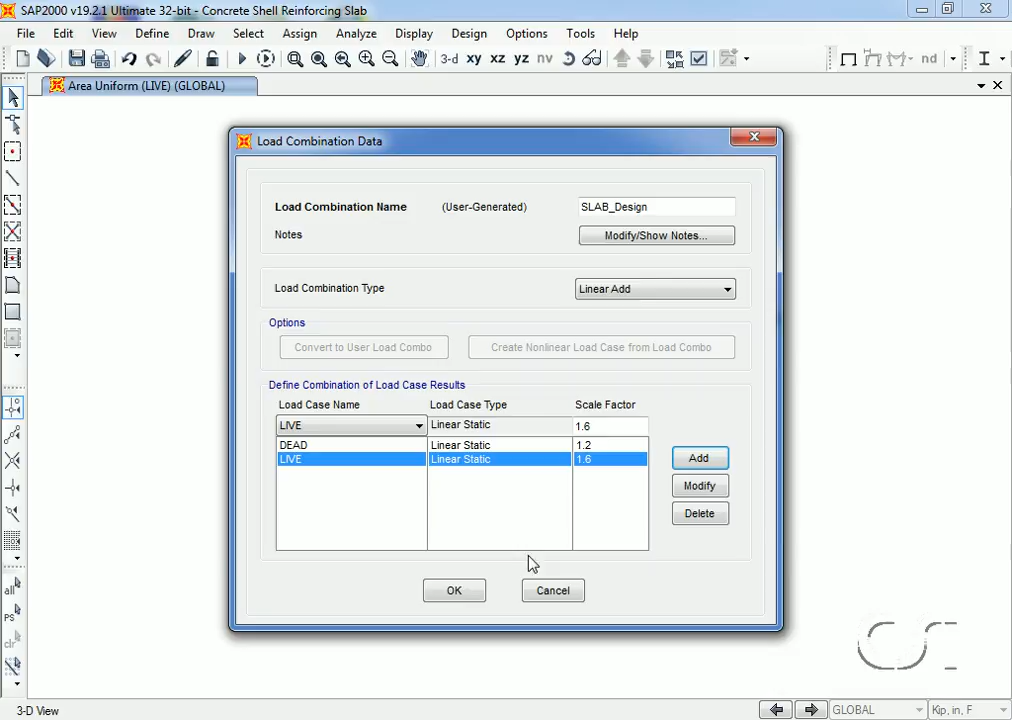 SAP2000 v19.2.1 Ultimate 32-bit - Concrete Shell Reinforcing Slab
File Edit View Define Draw Select Assign Analyze Display Design Options Tools Help
3-d xy xz yz nv nd
Area Uniform (LIVE) (GLOBAL)
Load Combination Data
Load Combination Name (User-Generated) SLAB_Design
Notes Modify/Show Notes...
Load Combination Type Linear Add
Options
Convert to User Load Combo Create Nonlinear Load Case from Load Combo
Define Combination of Load Case Results
Load Case Name Load Case Type Scale Factor
LIVE Linear Static 1.6
DEAD Linear Static 1.2
LIVE Linear Static 1.6
Add
Modify
Delete
OK Cancel
all
PS
clr
CSI
3-D View GLOBAL Kip, in, F